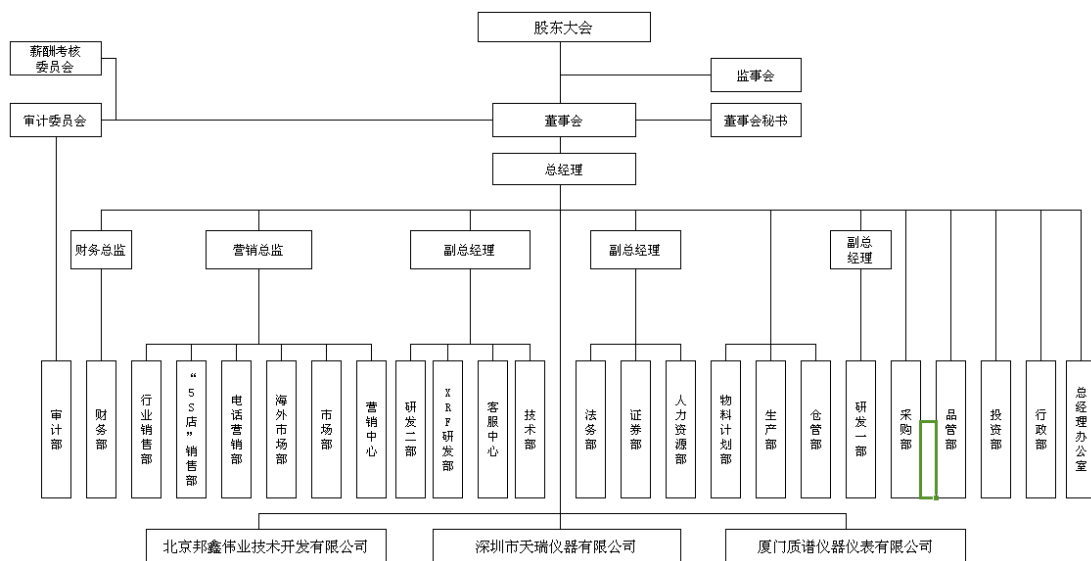 股东大会
薪酬考核
委员会
监事会
审计委员会
董事会
董事会秘书
总经理
财务总监
营销总监
副总经理
副总经理
副总
经理
审计部
财务部
行业销售部
“5S店”销售部
电话营销部
海外市场部
市场部
营销中心
研发二部
XRF研发部
客服中心
技术部
法务部
证券部
人力资源部
物料计划部
生产部
仓管部
研发一部
采购部
品管部
投资部
行政部
总经理办公室
北京邦鑫伟业技术开发有限公司
深圳市天瑞仪器有限公司
厦门质谱仪器仪表有限公司